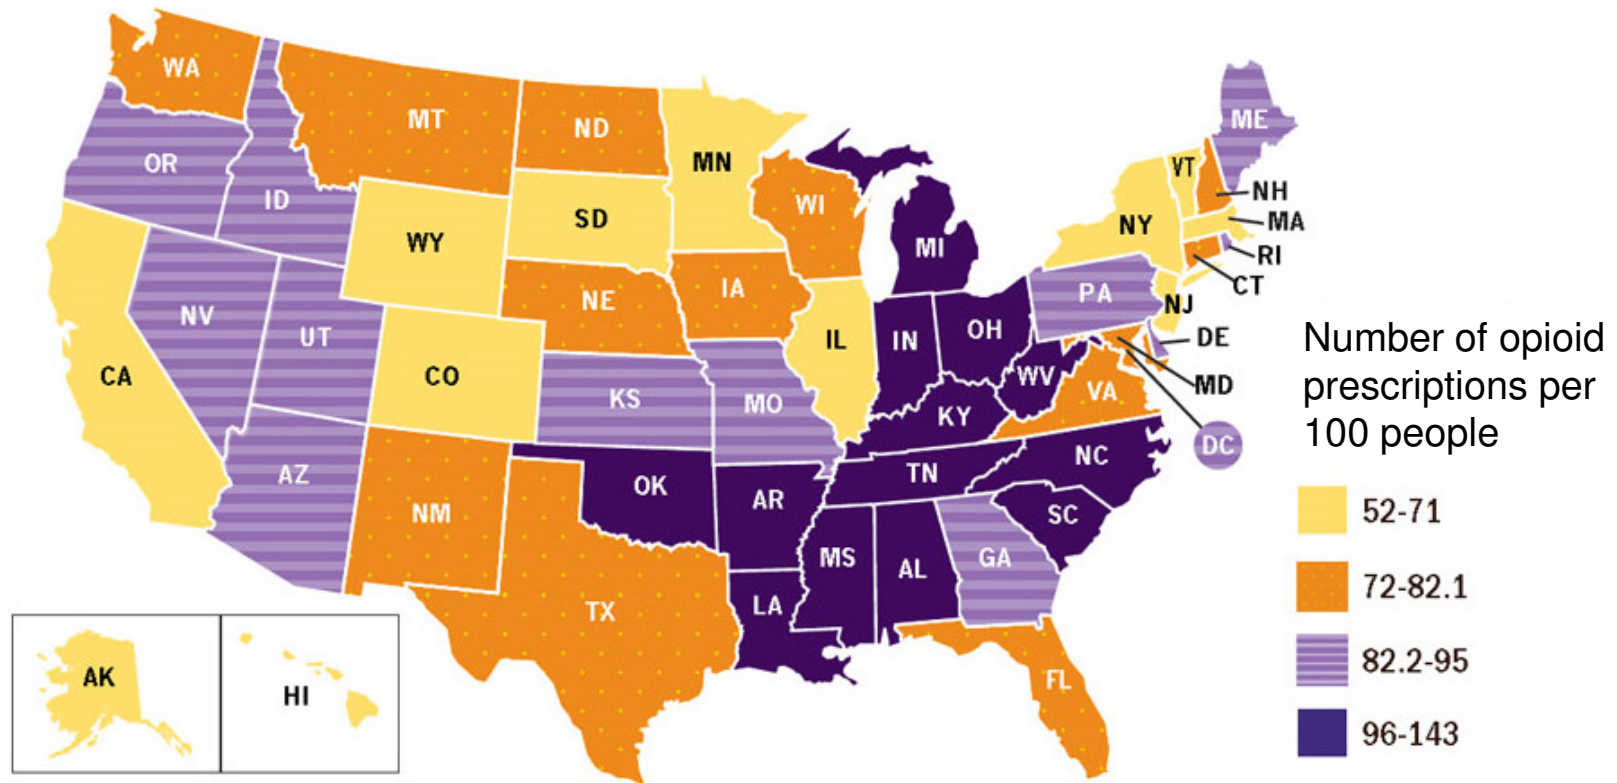 WA
MT
ND
MN
OR
ID
WY
SD
WI
MI
NY
VT
ME
NH
MA
RI
CT
NV
UT
CO
NE
IA
IL
IN
OH
PA
NJ
DE
MD
DC
CA
KS
MO
KY
WV
VA
AZ
NM
OK
AR
TN
NC
SC
TX
LA
MS
AL
GA
FL
AK
HI
Number of opioid
prescriptions per
100 people
52-71
72-82.1
82.2-95
96-143